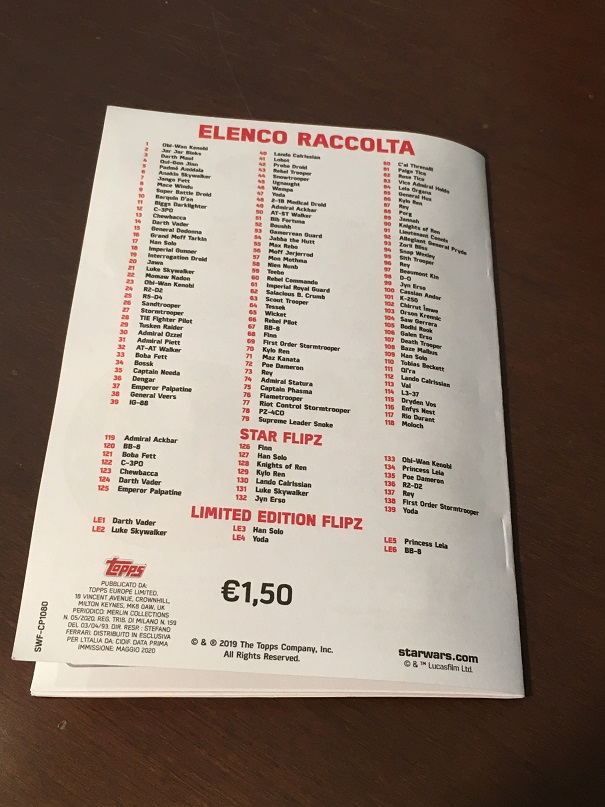 ELENCO RACCOLTA
1 Obi-Wan Kenobi
2 Jar Jar Binks
3 Darth Maul
4 Qui-Gon Jinn
5 Padmé Amidala
6 Anakin Skywalker
7 Jango Fett
8 Mace Windu
9 Super Battle Droid
10 Barquin D'an
11 Biggs Darklighter
12 C-3PO
13 Chewbacca
14 Darth Vader
15 General Dodonna
16 Grand Moff Tarkin
17 Han Solo
18 Imperial Gunner
19 Interrogation Droid
20 Jawa
21 Luke Skywalker
22 Momaw Nadon
23 Obi-Wan Kenobi
24 R2-D2
25 R5-D4
26 Sandtrooper
27 Stormtrooper
28 TIE Fighter Pilot
29 Tusken Raider
30 Admiral Ozzel
31 Admiral Piett
32 AT-AT Walker
33 Boba Fett
34 Bossk
35 Captain Needa
36 Dengar
37 Emperor Palpatine
38 General Veers
39 IG-88
40 Lando Calrissian
41 Lobot
42 Probe Droid
43 Rebel Trooper
44 Snowtrooper
45 Ugnaught
46 Wampa
47 Yoda
48 2-1B Medical Droid
49 Admiral Ackbar
50 AT-ST Walker
51 Bib Fortuna
52 Boushh
53 Gamorrean Guard
54 Jabba the Hutt
55 Max Rebo
56 Moff Jerjerrod
57 Mon Mothma
58 Nien Nunb
59 Teebo
60 Rebel Commando
61 Imperial Royal Guard
62 Salacious B. Crumb
63 Scout Trooper
64 Tessek
65 Wicket
66 Rebel Pilot
67 BB-8
68 Finn
69 First Order Stormtrooper
70 Kylo Ren
71 Maz Kanata
72 Poe Dameron
73 Rey
74 Admiral Statura
75 Captain Phasma
76 Flametrooper
77 Riot Control Stormtrooper
78 PZ-4CO
79 Supreme Leader Snoke
80 C'ai Threnalli
81 Paige Tico
82 Rose Tico
83 Vice Admiral Holdo
84 Leia Organa
85 General Hux
86 Kylo Ren
87 Rey
88 Porg
89 Jannah
90 Knights of Ren
91 Lieutenant Connix
92 Allegiant General Pryde
93 Zorii Bliss
94 Snap Wexley
95 Sith Trooper
96 Rey
97 Beaumont Kin
98 D-O
99 Jyn Erso
100 Cassian Andor
101 K-2SO
102 Chirrut Îmwe
103 Orson Krennic
104 Saw Gerrera
105 Bodhi Rook
106 Galen Erso
107 Death Trooper
108 Baze Malbus
109 Han Solo
110 Tobias Beckett
111 Qi'ra
112 Lando Calrissian
113 Val
114 L3-37
115 Dryden Vos
116 Enfys Nest
117 Rio Durant
118 Moloch
STAR FLIPZ
119 Admiral Ackbar
120 BB-8
121 Boba Fett
122 C-3PO
123 Chewbacca
124 Darth Vader
125 Emperor Palpatine
126 Finn
127 Han Solo
128 Knights of Ren
129 Kylo Ren
130 Lando Calrissian
131 Luke Skywalker
132 Jyn Erso
133 Obi-Wan Kenobi
134 Princess Leia
135 Poe Dameron
136 R2-D2
137 Rey
138 First Order Stormtrooper
139 Yoda
LIMITED EDITION FLIPZ
LE1 Darth Vader
LE2 Luke Skywalker
LE3 Han Solo
LE4 Yoda
LE5 Princess Leia
LE6 BB-8
topps
PUBBLICATO DA:
TOPPS EUROPE LIMITED,
18 VINCENT AVENUE, CROWNHILL,
MILTON KEYNES, MK8 0AW, UK
PERIODICO: MERLIN COLLECTIONS
N. 05/2020. REG. TRIB. DI MILANO N. 159
DEL 03/04/93. DIR. RESP.: STEFANO
FERRARI. DISTRIBUITO IN ESCLUSIVA
PER L'ITALIA DA: CIDIF. DATA PRIMA
IMMISSIONE: MAGGIO 2020
SWF-CP1080
€1,50
© & ® 2019 The Topps Company, Inc.
All Rights Reserved.
starwars.com
© & ™ Lucasfilm Ltd.